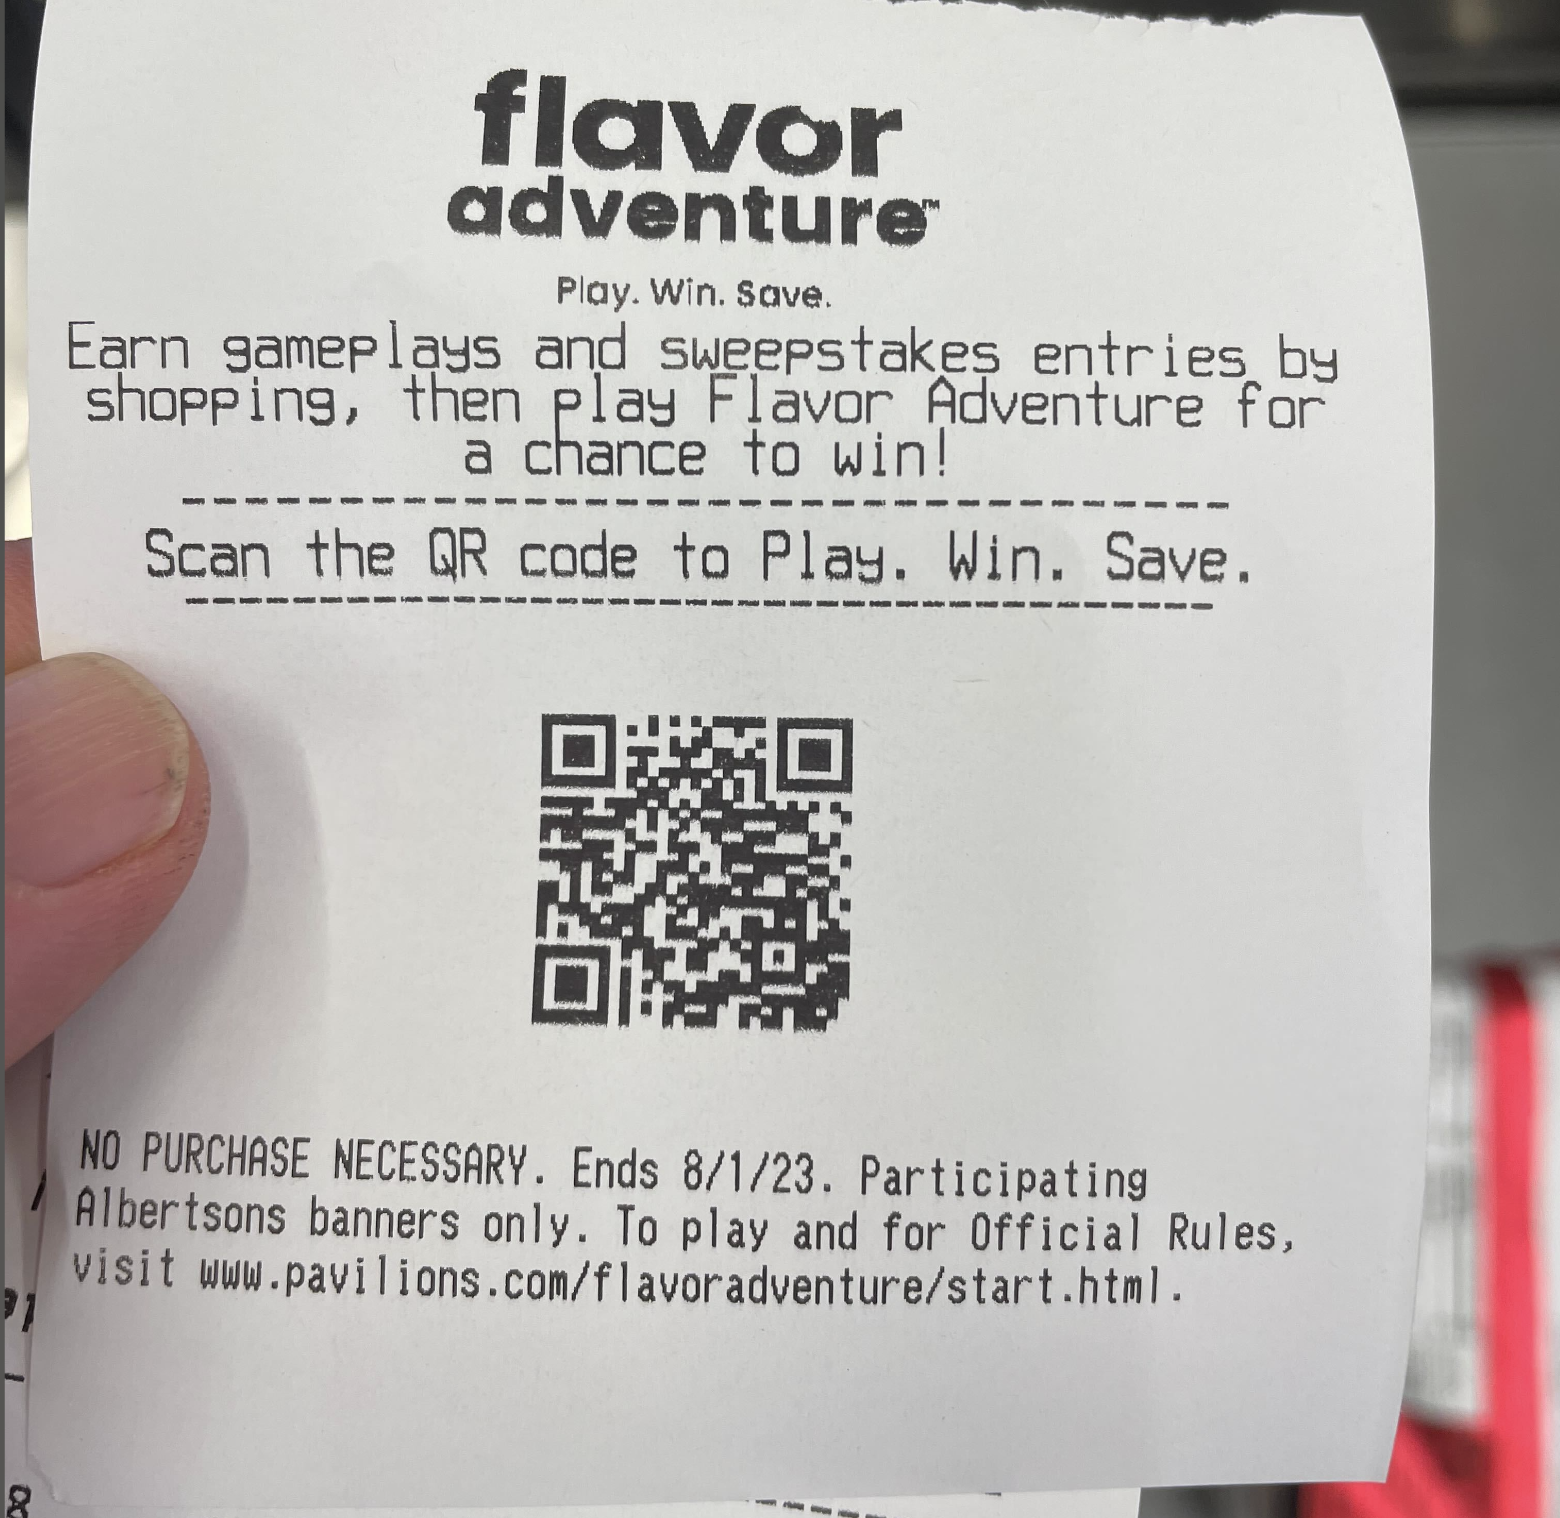 flavor
adventure™
Play. Win. Save.
Earn gameplays and sweepstakes entries by
shopping, then play Flavor Adventure for
a chance to win!
Scan the QR code to Play. Win. Save.
NO PURCHASE NECESSARY. Ends 8/1/23. Participating
Albertsons banners only. To play and for Official Rules,
visit www.pavilions.com/flavoradventure/start.html.
8